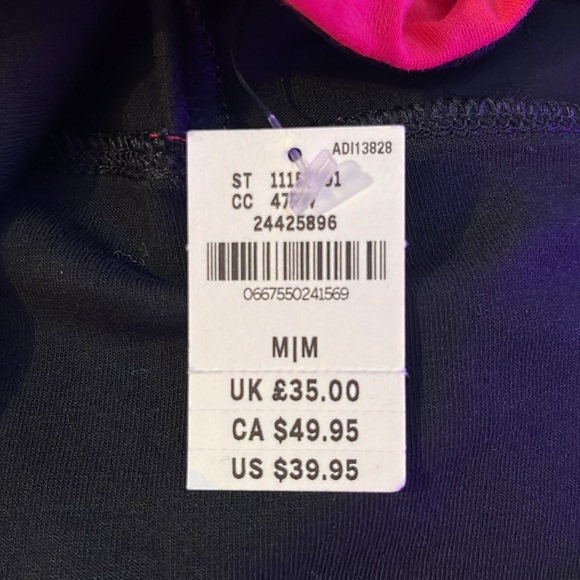 ADI13828
ST
CC
24425896
0667550241569
M|M
UK £35.00
CA $49.95
US $39.95